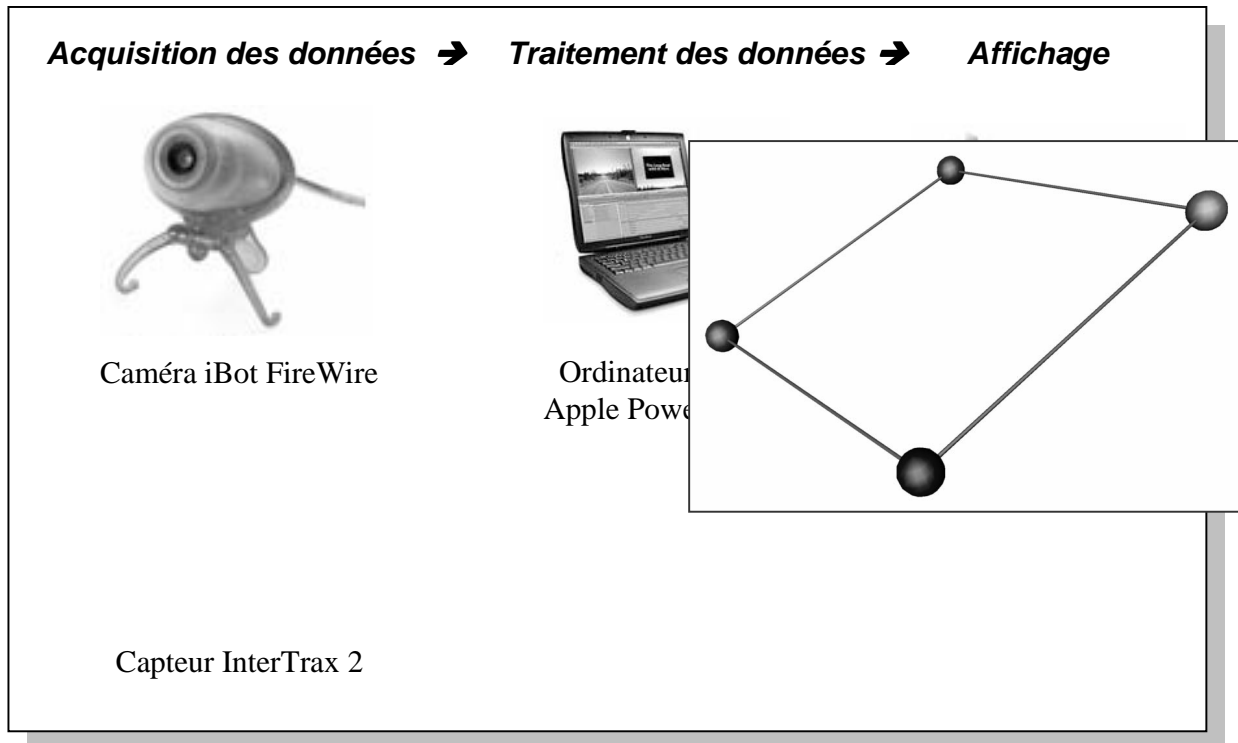 Acquisition des données ➔ Traitement des données ➔ Affichage
Caméra iBot FireWire
Ordinateur
Apple Powe
Capteur InterTrax 2